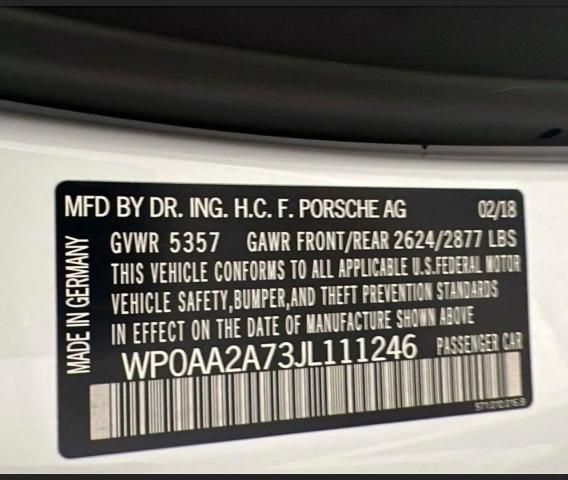 MFD BY DR. ING. H.C. F. PORSCHE AG 02/18
GVWR 5357 GAWR FRONT/REAR 2624/2877 LBS
THIS VEHICLE CONFORMS TO ALL APPLICABLE U.S.FEDERAL MOTOR
VEHICLE SAFETY,BUMPER,AND THEFT PREVENTION STANDARDS
IN EFFECT ON THE DATE OF MANUFACTURE SHOWN ABOVE
WP0AA2A73JL111246 PASSENGER CAR
MADE IN GERMANY